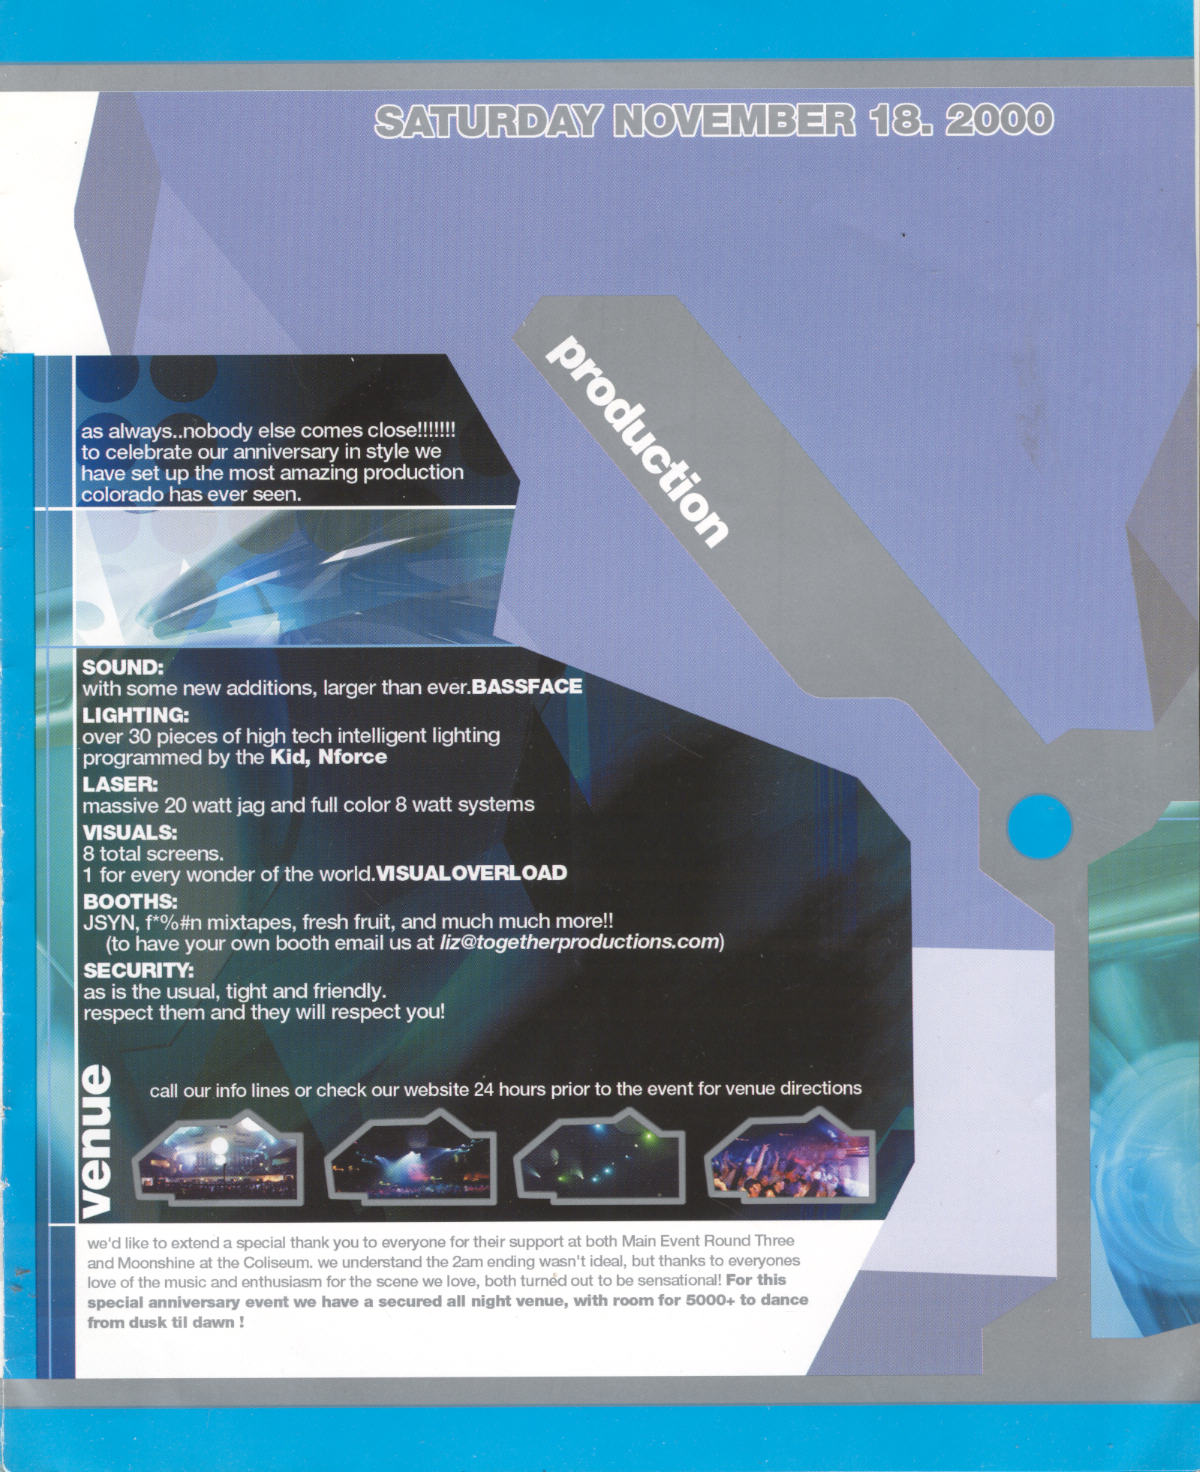 SATURDAY NOVEMBER 18. 2000
production
as always..nobody else comes close!!!!!!!
to celebrate our anniversary in style we
have set up the most amazing production
colorado has ever seen.
SOUND:
with some new additions, larger than ever.BASSFACE
LIGHTING:
over 30 pieces of high tech intelligent lighting
programmed by the Kid, Nforce
LASER:
massive 20 watt jag and full color 8 watt systems
VISUALS:
8 total screens.
1 for every wonder of the world.VISUALOVERLOAD
BOOTHS:
JSYN, f*%#n mixtapes, fresh fruit, and much much more!!
(to have your own booth email us at liz@togetherproductions.com)
SECURITY:
as is the usual, tight and friendly.
respect them and they will respect you!
venue
call our info lines or check our website 24 hours prior to the event for venue directions
we'd like to extend a special thank you to everyone for their support at both Main Event Round Three
and Moonshine at the Coliseum. we understand the 2am ending wasn't ideal, but thanks to everyones
love of the music and enthusiasm for the scene we love, both turned out to be sensational! For this
special anniversary event we have a secured all night venue, with room for 5000+ to dance
from dusk til dawn !